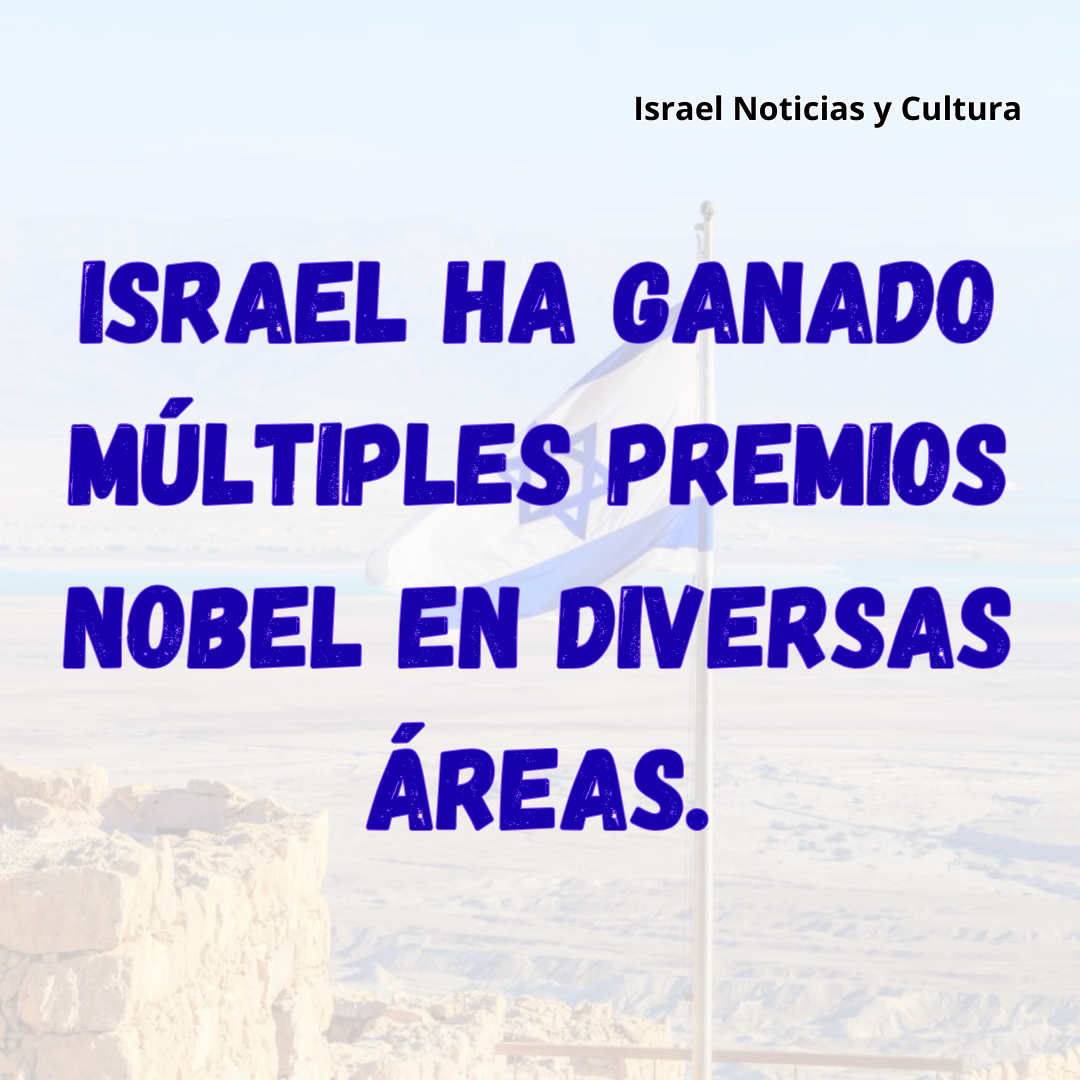 Israel Noticias y Cultura
ISRAEL HA GANADO
MÚLTIPLES PREMIOS
NOBEL EN DIVERSAS
ÁREAS.